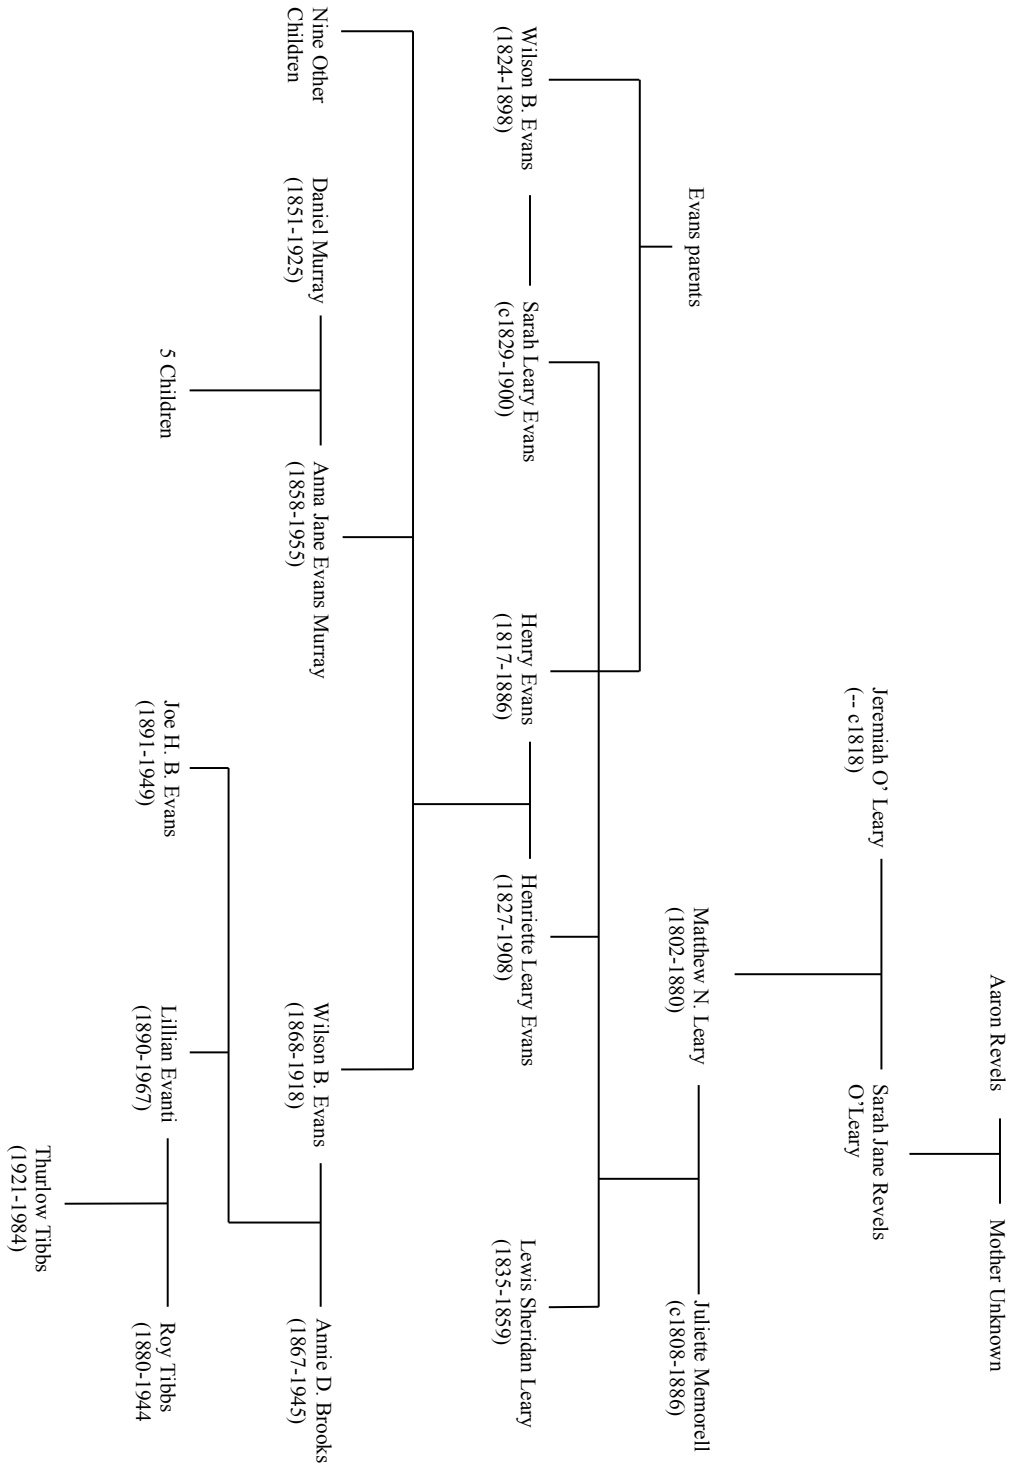 Aaron Revels
Mother Unknown
Jeremiah O’ Leary
(-- c1818)
Sarah Jane Revels
O’Leary
Evans parents
Matthew N. Leary
(1802-1880)
Juliette Memorell
(c1808-1886)
Wilson B. Evans
(1824-1898)
Sarah Leary Evans
(c1829-1900)
Henry Evans
(1817-1886)
Henriette Leary Evans
(1827-1908)
Lewis Sheridan Leary
(1835-1859)
Nine Other
Children
Daniel Murray
(1851-1925)
Anna Jane Evans Murray
(1858-1955)
Wilson B. Evans
(1868-1918)
Annie D. Brooks
(1867-1945)
5 Children
Joe H. B. Evans
(1891-1949)
Lillian Evanti
(1890-1967)
Roy Tibbs
(1880-1944
Thurlow Tibbs
(1921-1984)